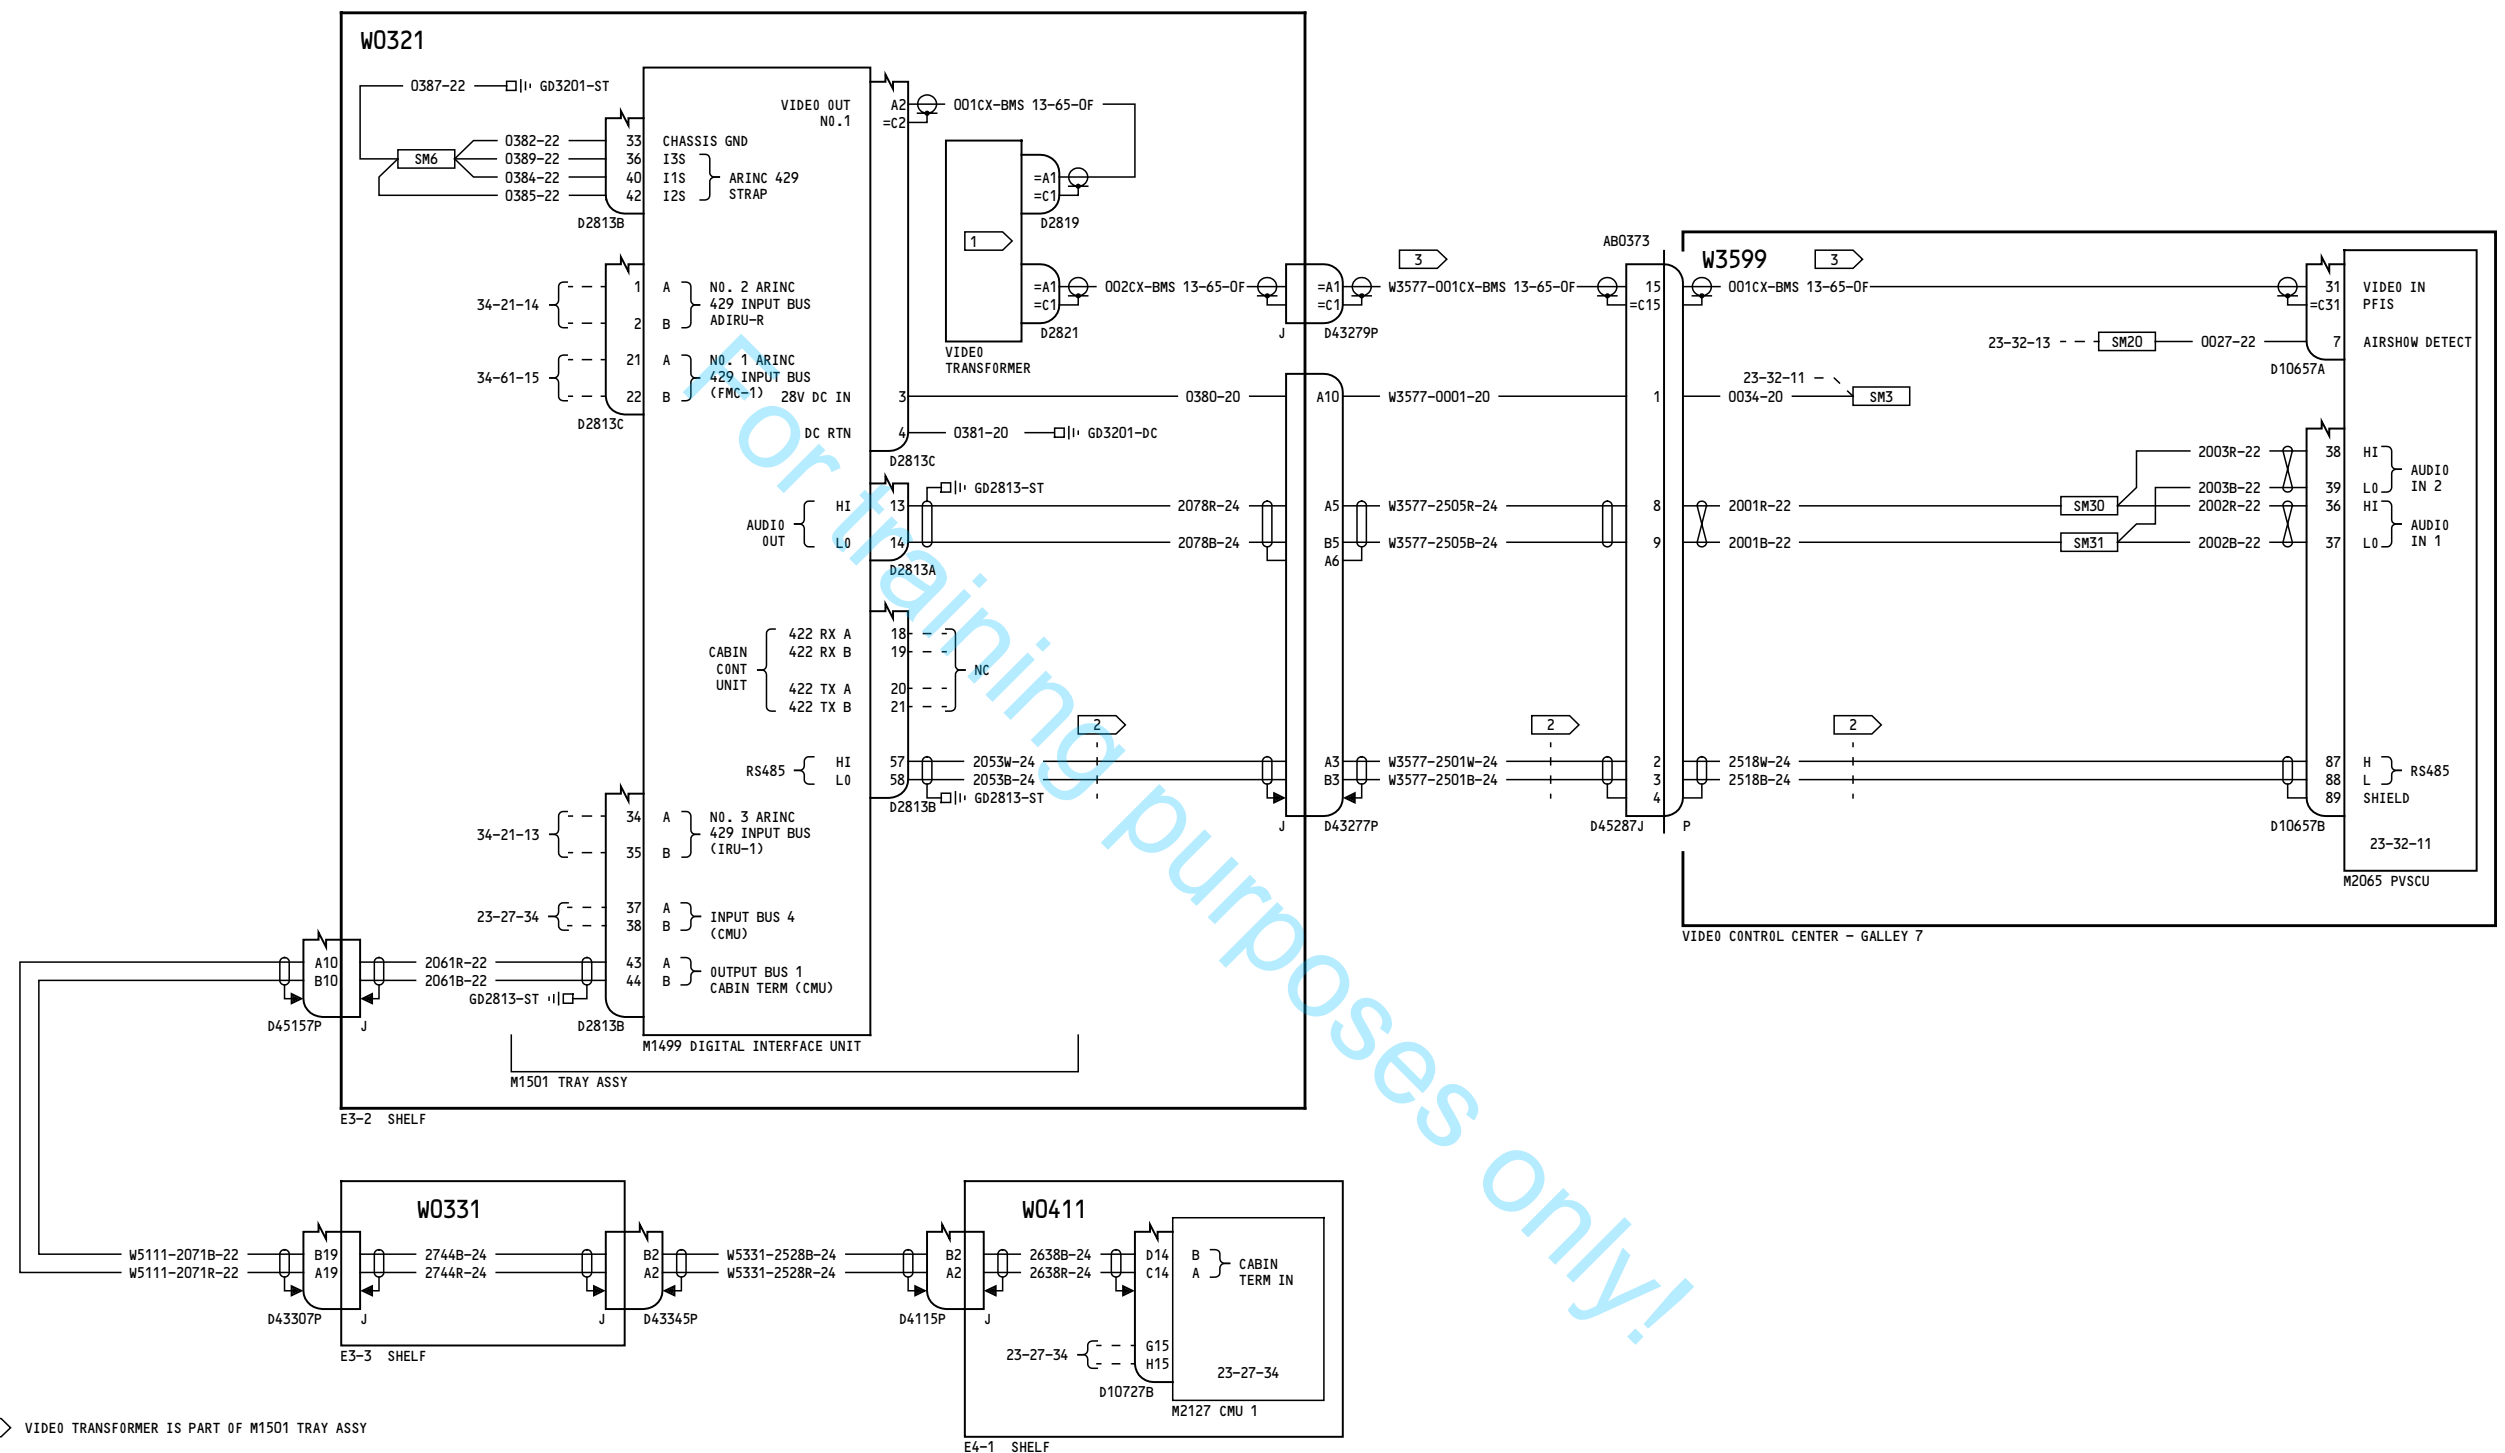 W0321
0387-22 GD3201-ST
SM6
0382-22
0389-22
0384-22
0385-22
33 CHASSIS GND
36 I3S
40 I1S
42 I2S
ARINC 429
STRAP
D2813B
VIDEO OUT
NO.1
A2
=C2
001CX-BMS 13-65-0F
=A1
=C1
D2819
1
=A1
=C1
D2821
VIDEO
TRANSFORMER
002CX-BMS 13-65-0F
=A1
=C1
J D43279P
3
W3577-001CX-BMS 13-65-0F
AB0373
15
=C15
W3599
3
001CX-BMS 13-65-0F
31
=C31
VIDEO IN
PFIS
23-32-13 SM20 0027-22 7 AIRSHOW DETECT
D10657A
34-21-14
1 A
2 B
NO. 2 ARINC
429 INPUT BUS
ADIRU-R
34-61-15
21 A
22 B
NO. 1 ARINC
429 INPUT BUS
(FMC-1)
D2813C
28V DC IN 3 0380-20 A10 W3577-0001-20 1 0034-20 SM3
23-32-11
DC RTN 4 0381-20 GD3201-DC
D2813C
GD2813-ST
AUDIO
OUT
HI 13 2078R-24 A5 W3577-2505R-24 8 2001R-22 SM30
LO 14 2078B-24 B5 W3577-2505B-24 9 2001B-22 SM31
A6
D2813A
2003R-22 38 HI
2003B-22 39 LO
AUDIO
IN 2
2002R-22 36 HI
2002B-22 37 LO
AUDIO
IN 1
CABIN
CONT
UNIT
422 RX A 18
422 RX B 19
422 TX A 20
422 TX B 21
NC
2
2
2
RS485
HI 57 2053W-24 A3 W3577-2501W-24 2 2518W-24 87 H
LO 58 2053B-24 B3 W3577-2501B-24 3 2518B-24 88 L
RS485
4
89 SHIELD
GD2813-ST
D2813B
J D43277P
D45287J P
D10657B
23-32-11
M2065 PVSCU
VIDEO CONTROL CENTER - GALLEY 7
34-21-13
34 A
35 B
NO. 3 ARINC
429 INPUT BUS
(IRU-1)
23-27-34
37 A
38 B
INPUT BUS 4
(CMU)
A10 2061R-22 43 A
B10 2061B-22 44 B
OUTPUT BUS 1
CABIN TERM (CMU)
GD2813-ST
D45157P J
D2813B
M1499 DIGITAL INTERFACE UNIT
M1501 TRAY ASSY
E3-2 SHELF
W0331
W5111-2071B-22 B19 2744B-24 B2 W5331-2528B-24 B2 2638B-24 D14 B
W5111-2071R-22 A19 2744R-24 A2 W5331-2528R-24 A2 2638R-24 C14 A
D43307P J
J D43345P
E3-3 SHELF
W0411
CABIN
TERM IN
D4115P J
23-27-34
G15
H15
D10727B
23-27-34
M2127 CMU 1
E4-1 SHELF
VIDEO TRANSFORMER IS PART OF M1501 TRAY ASSY
For training purposes only!